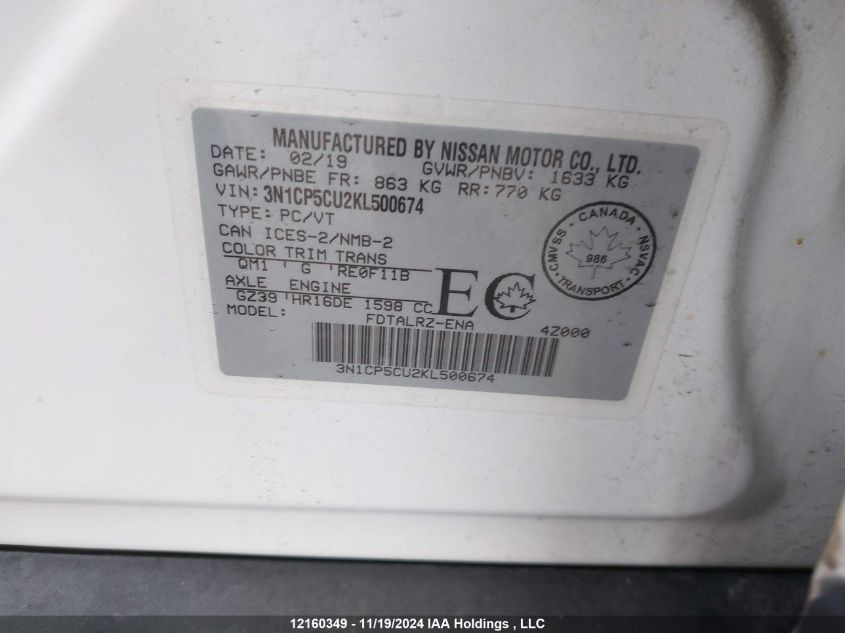 MANUFACTURED BY NISSAN MOTOR CO., LTD.
DATE: 02/19 GVWR/PNBV: 1633 KG
GAWR/PNBE FR: 863 KG RR: 770 KG
VIN: 3N1CP5CU2KL500674
TYPE: PC/VT
CAN ICES-2/NMB-2
COLOR TRIM TRANS
QM1 G RE0F11B
AXLE ENGINE
GZ39 HR16DE 1598 CC
MODEL: FDTALRZ-ENA 4Z000
EC
CANADA
CMVSS 986 NSVAC
TRANSPORT
3N1CP5CU2KL500674
12160349 - 11/19/2024 IAA Holdings , LLC